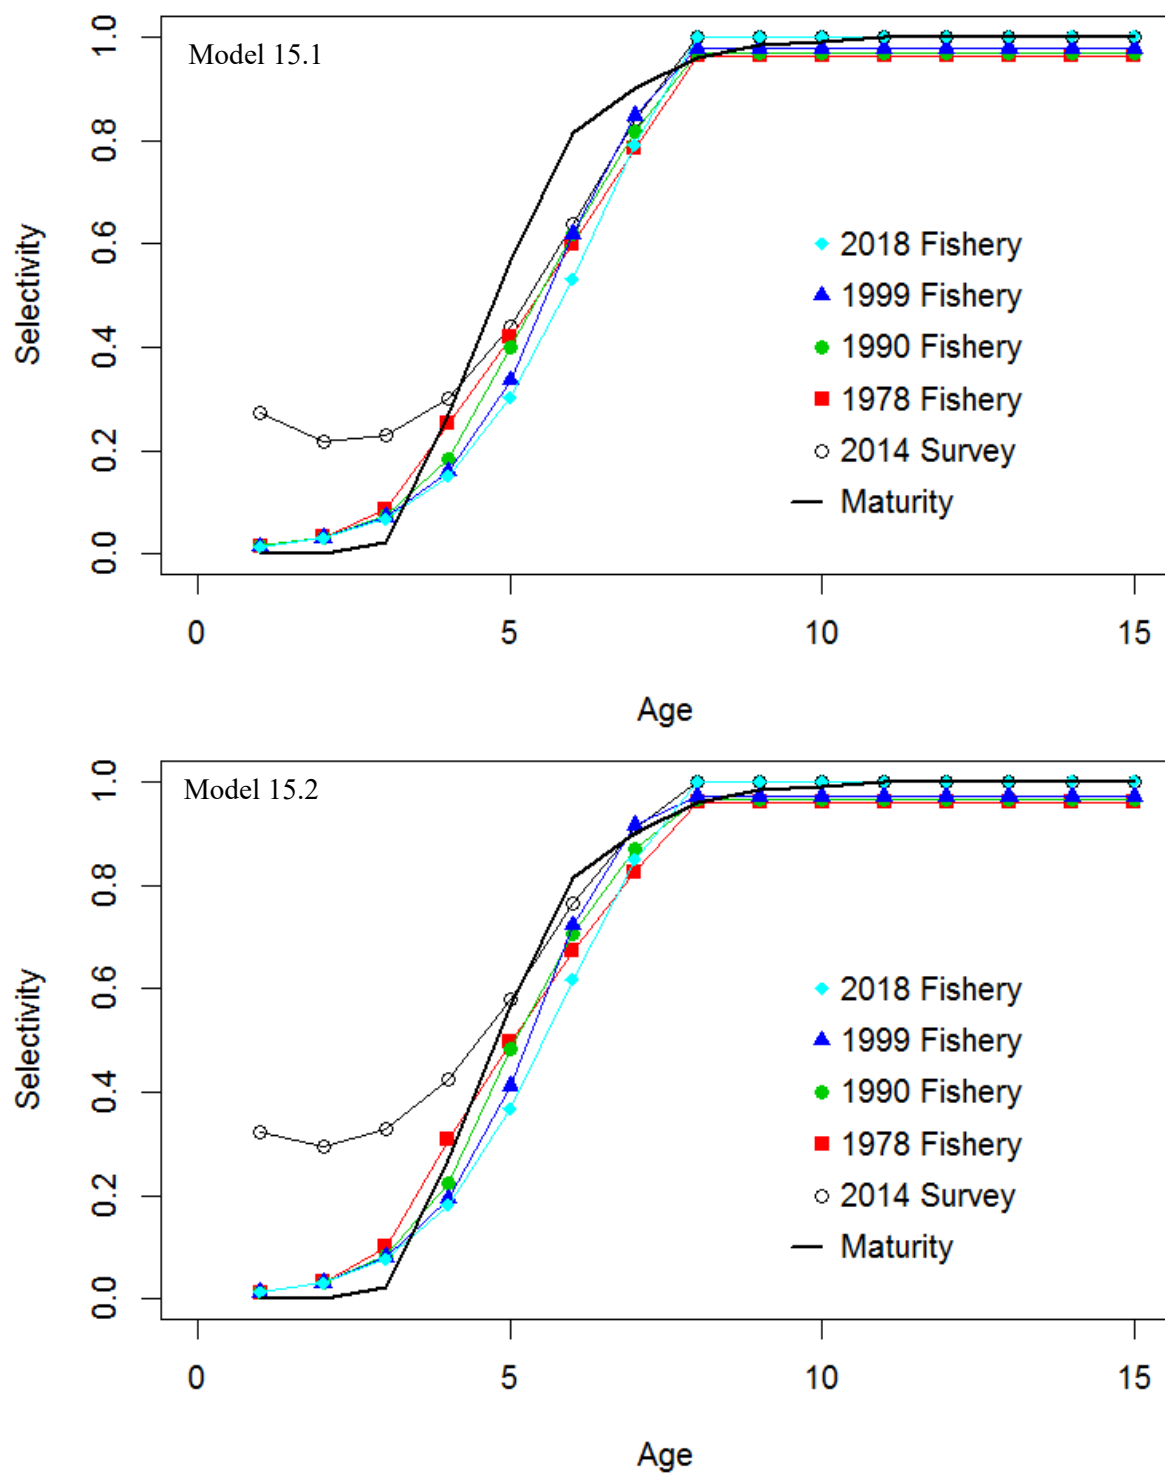 Model 15.1
1.0
0.8
0.6
0.4
0.2
0.0
Selectivity
2018 Fishery
1999 Fishery
1990 Fishery
1978 Fishery
2014 Survey
Maturity
0 5 10 15
Age
Model 15.2
1.0
0.8
0.6
0.4
0.2
0.0
Selectivity
2018 Fishery
1999 Fishery
1990 Fishery
1978 Fishery
2014 Survey
Maturity
0 5 10 15
Age